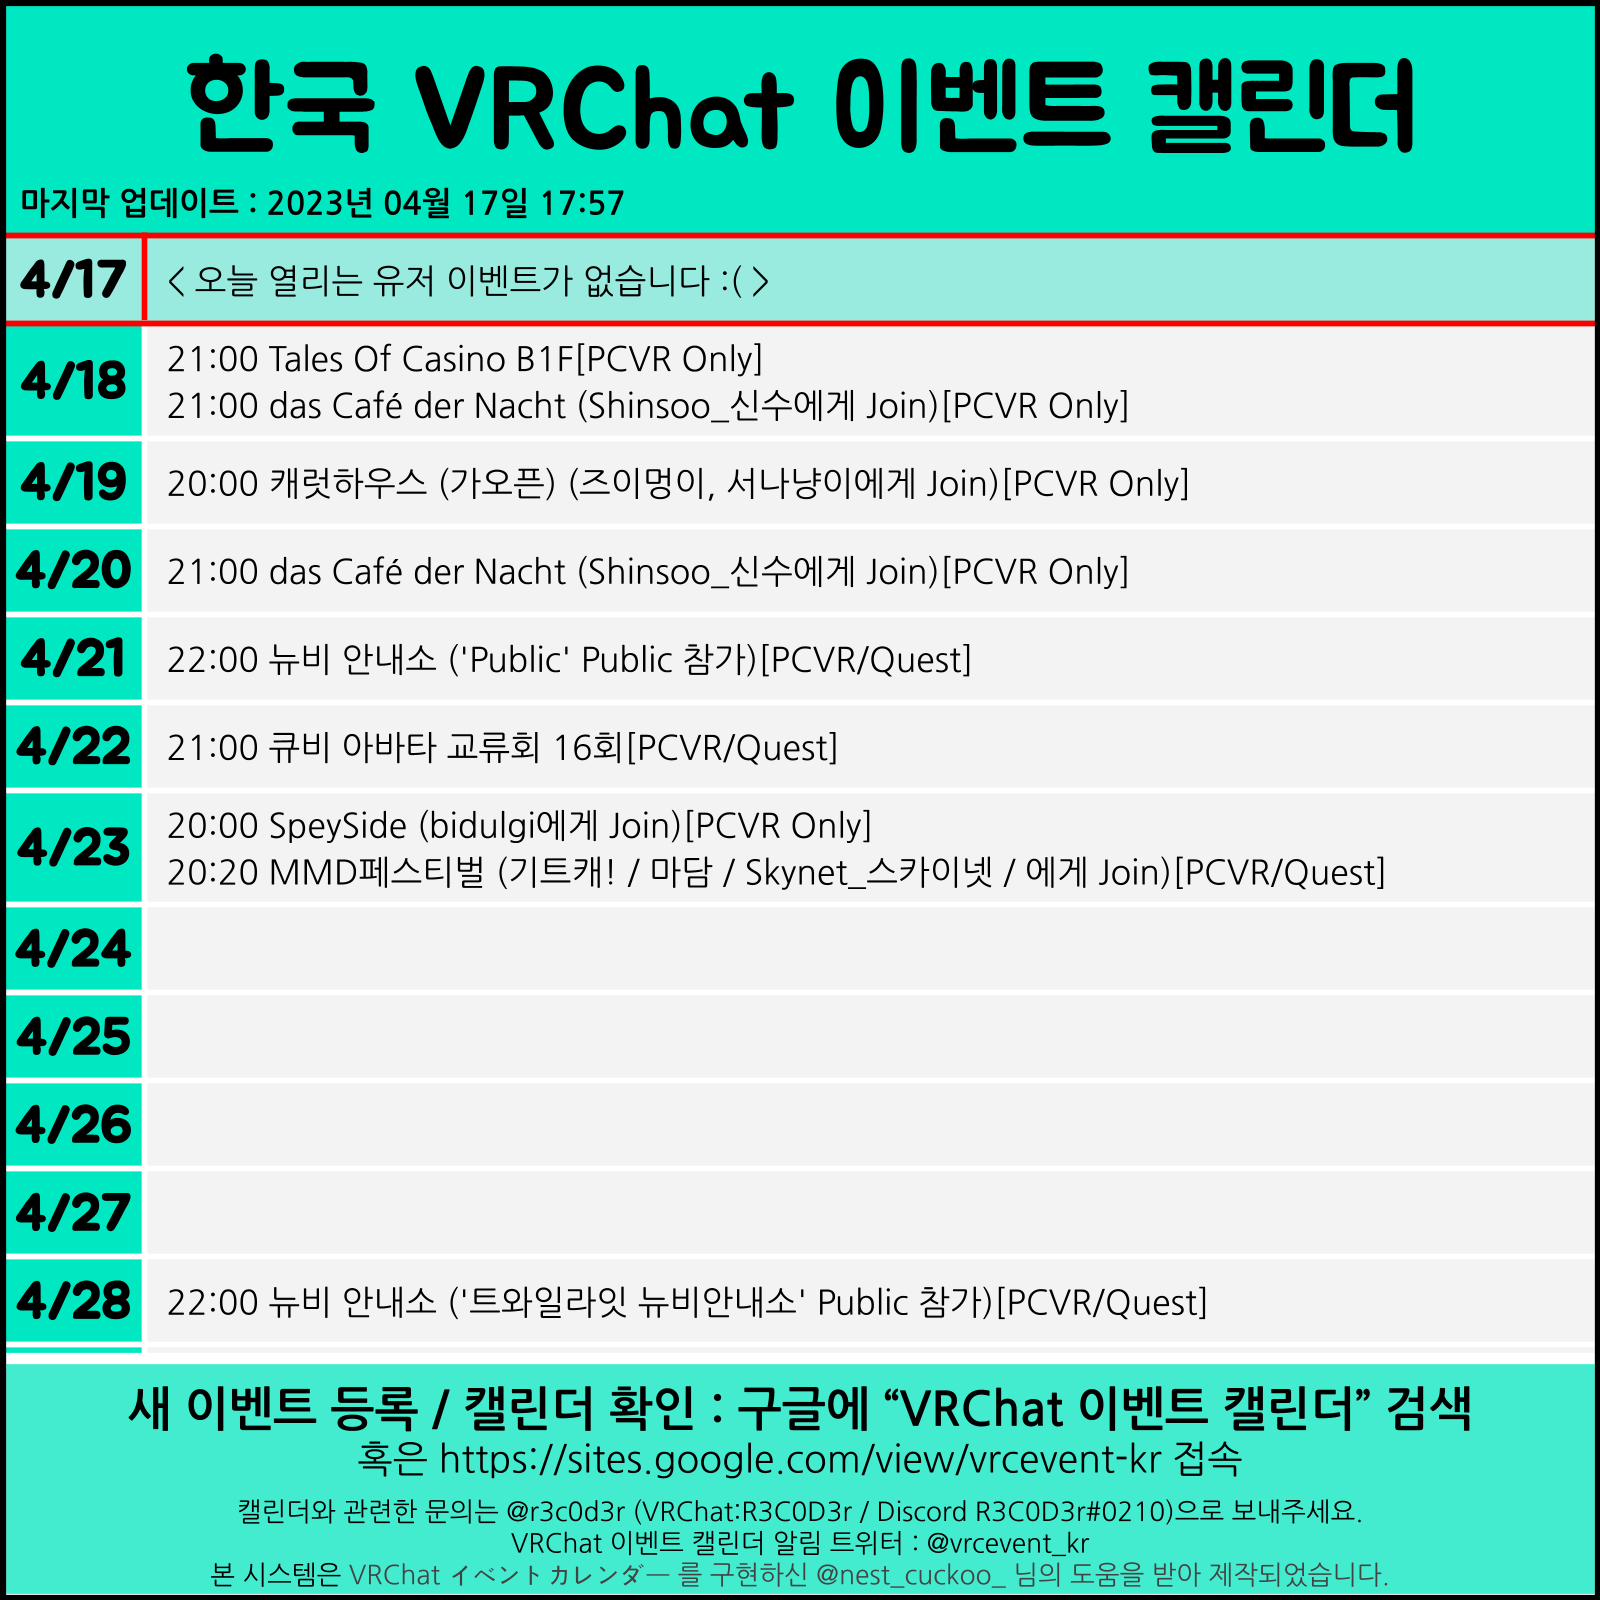 한국 VRChat 이벤트 캘린더
마지막 업데이트 : 2023년 04월 17일 17:57
4/17
< 오늘 열리는 유저 이벤트가 없습니다 :( >
4/18
21:00 Tales Of Casino B1F[PCVR Only]
21:00 das Café der Nacht (Shinsoo_신수에게 Join)[PCVR Only]
4/19
20:00 캐럿하우스 (가오픈) (즈이멍이, 서나냥이에게 Join)[PCVR Only]
4/20
21:00 das Café der Nacht (Shinsoo_신수에게 Join)[PCVR Only]
4/21
22:00 뉴비 안내소 ('Public' Public 참가)[PCVR/Quest]
4/22
21:00 큐비 아바타 교류회 16회[PCVR/Quest]
4/23
20:00 SpeySide (bidulgi에게 Join)[PCVR Only]
20:20 MMD페스티벌 (기트캐! / 마담 / Skynet_스카이넷 / 에게 Join)[PCVR/Quest]
4/24
4/25
4/26
4/27
4/28
22:00 뉴비 안내소 ('트와일라잇 뉴비안내소' Public 참가)[PCVR/Quest]
새 이벤트 등록 / 캘린더 확인 : 구글에 “VRChat 이벤트 캘린더” 검색
혹은 https://sites.google.com/view/vrcevent-kr 접속
캘린더와 관련한 문의는 @r3c0d3r (VRChat:R3C0D3r / Discord R3C0D3r#0210)으로 보내주세요.
VRChat 이벤트 캘린더 알림 트위터 : @vrcevent_kr
본 시스템은 VRChat イベントカレンダー 를 구현하신 @nest_cuckoo_ 님의 도움을 받아 제작되었습니다.